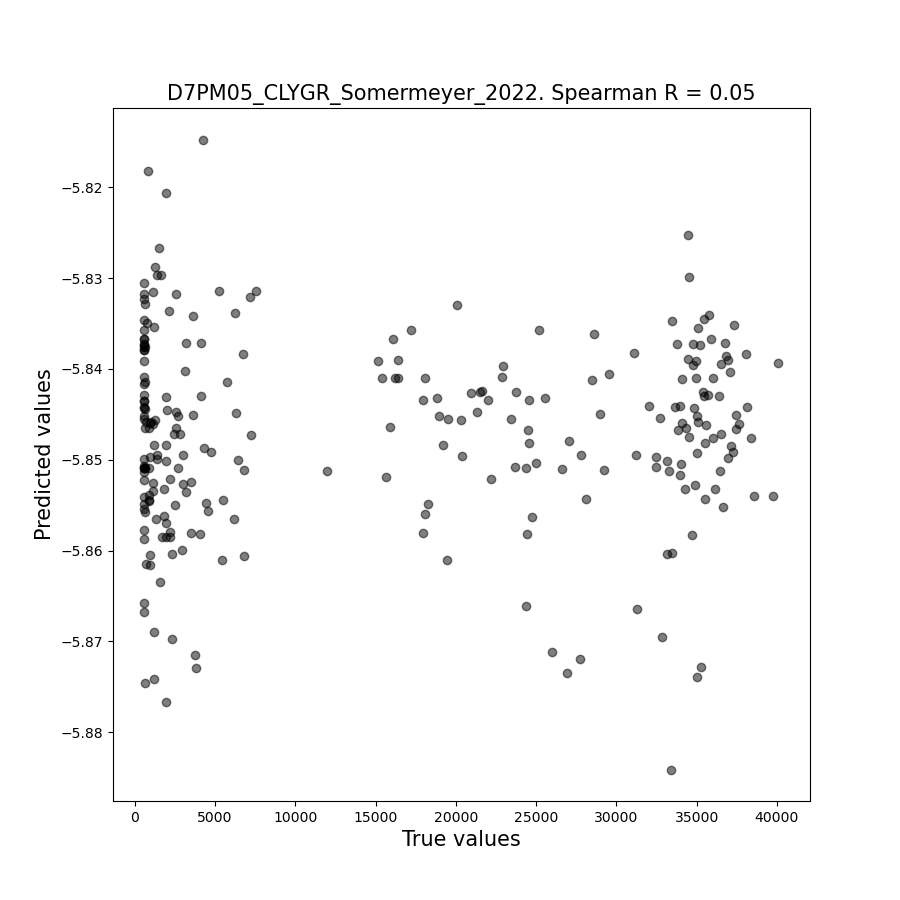 D7PM05_CLYGR_Somermeyer_2022. Spearman R = 0.05
Predicted values
−5.82
−5.83
−5.84
−5.85
−5.86
−5.87
−5.88
0 5000 10000 15000 20000 25000 30000 35000 40000
True values